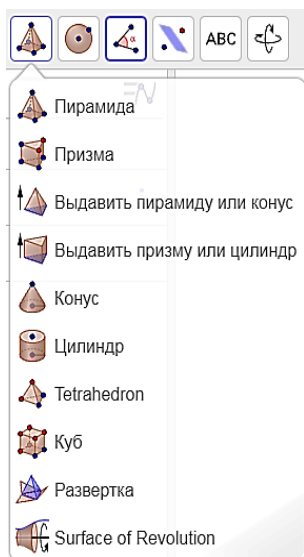 ABC
Пирамида
Призма
Выдавить пирамиду или конус
Выдавить призму или цилиндр
Конус
Цилиндр
Tetrahedron
Куб
Развертка
Surface of Revolution